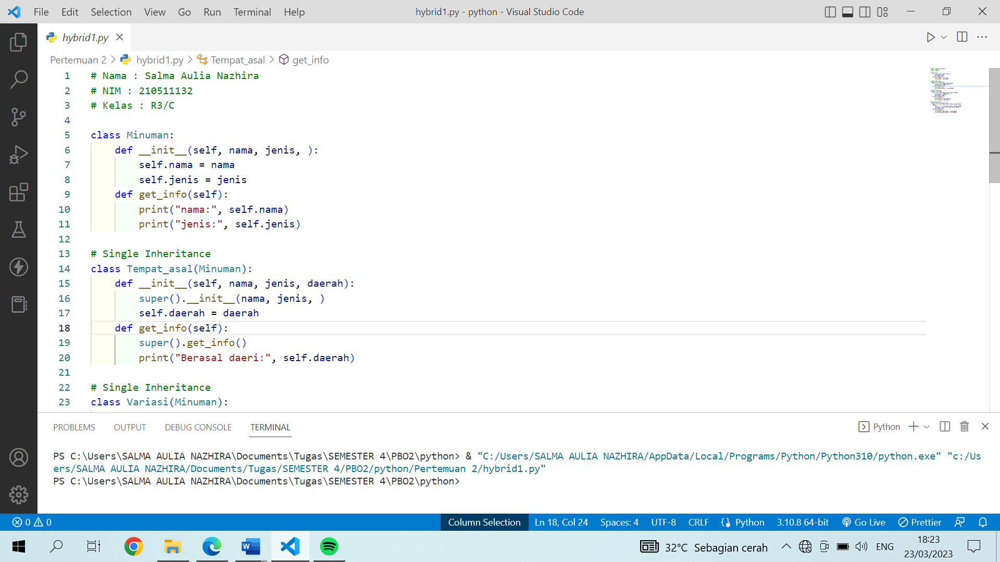 File Edit Selection View Go Run Terminal Help hybrid1.py - python - Visual Studio Code
hybrid1.py
Pertemuan 2 > hybrid1.py > Tempat_asal > get_info
1 # Nama : Salma Aulia Nazhira
2 # NIM : 210511132
3 # Kelas : R3/C
4
5 class Minuman:
6 def __init__(self, nama, jenis, ):
7 self.nama = nama
8 self.jenis = jenis
9 def get_info(self):
10 print("nama:", self.nama)
11 print("jenis:", self.jenis)
12
13 # Single Inheritance
14 class Tempat_asal(Minuman):
15 def __init__(self, nama, jenis, daerah):
16 super().__init__(nama, jenis, )
17 self.daerah = daerah
18 def get_info(self):
19 super().get_info()
20 print("Berasal daeri:", self.daerah)
21
22 # Single Inheritance
23 class Variasi(Minuman):
PROBLEMS OUTPUT DEBUG CONSOLE TERMINAL Python
PS C:\Users\SALMA AULIA NAZHIRA\Documents\Tugas\SEMESTER 4\PBO2\python> & "C:/Users/SALMA AULIA NAZHIRA/AppData/Local/Programs/Python/Python310/python.exe" "c:/Us
ers/SALMA AULIA NAZHIRA/Documents/Tugas/SEMESTER 4/PBO2/python/Pertemuan 2/hybrid1.py"
PS C:\Users\SALMA AULIA NAZHIRA\Documents\Tugas\SEMESTER 4\PBO2\python>
0 0 Column Selection Ln 18, Col 24 Spaces: 4 UTF-8 CRLF Python 3.10.8 64-bit Go Live Prettier
32°C Sebagian cerah ENG 18:23
23/03/2023